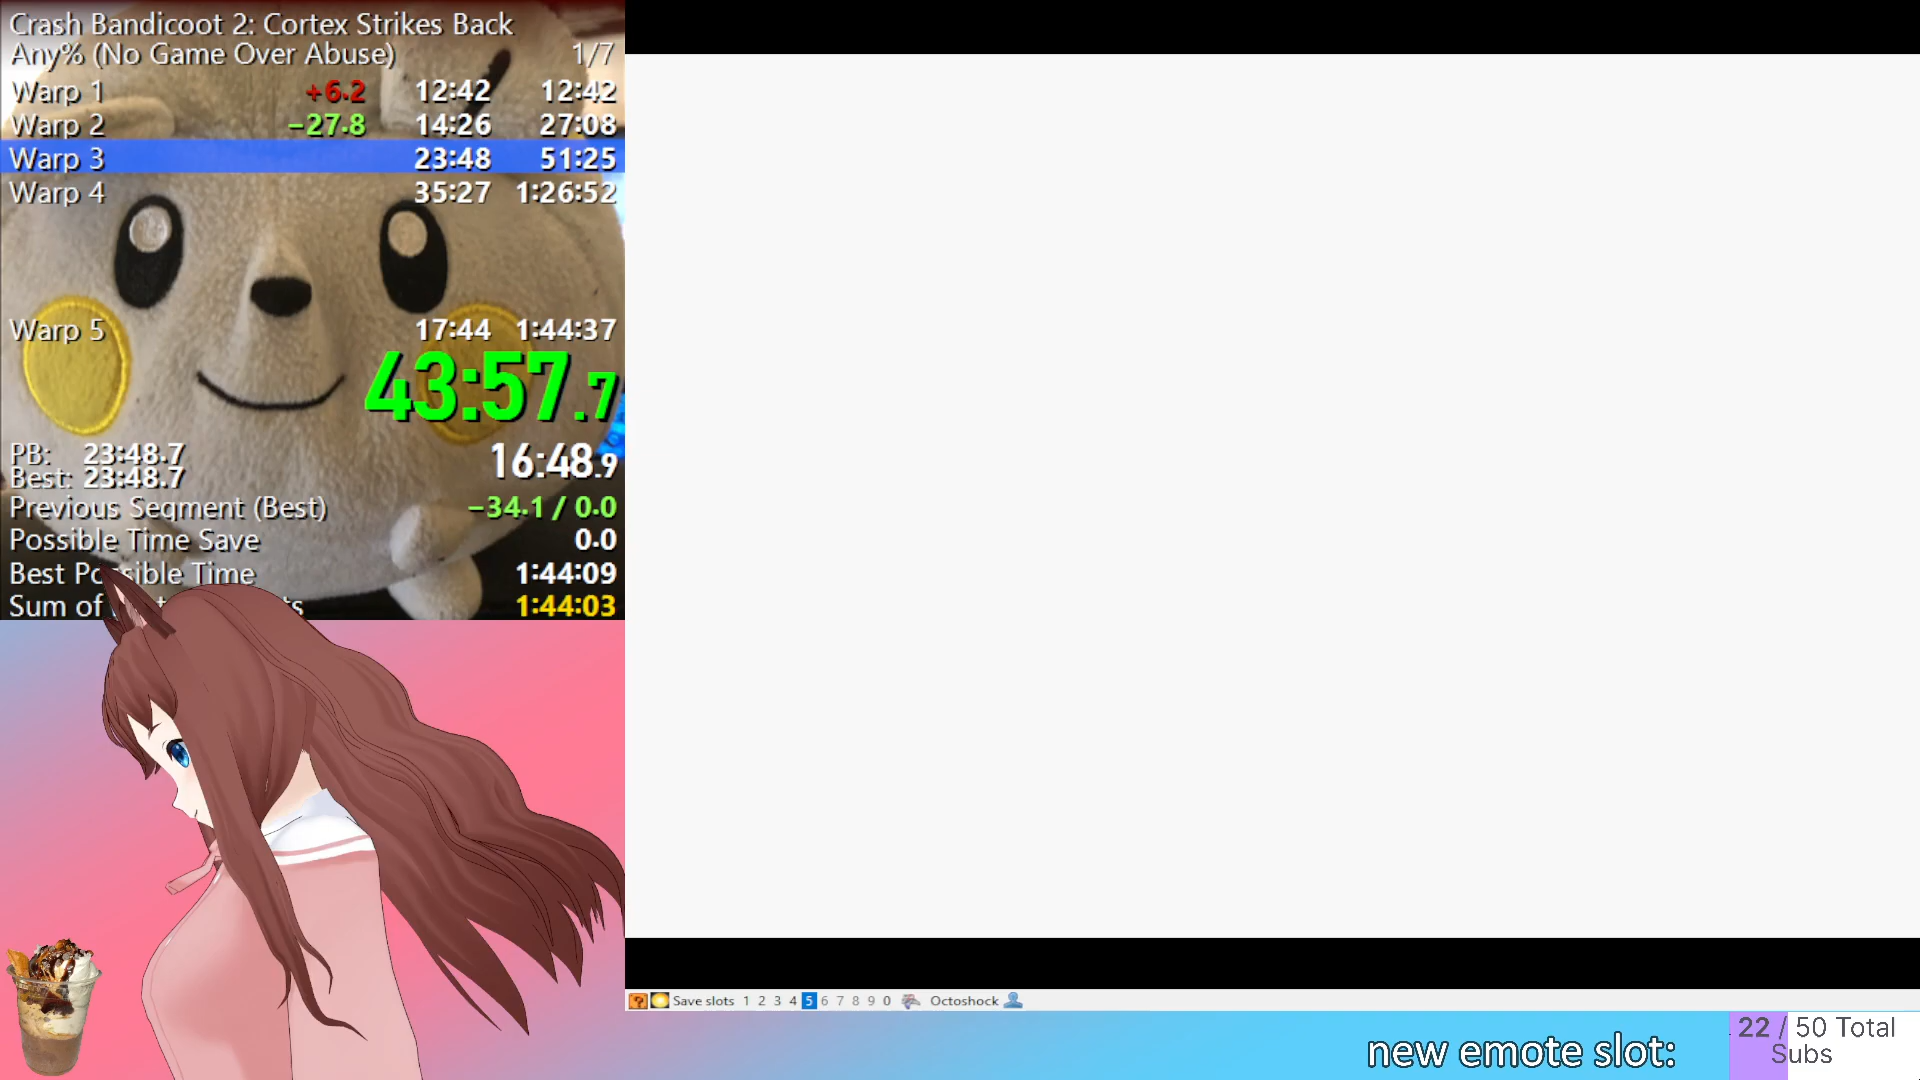 Crash Bandicoot 2: Cortex Strikes Back
Any% (No Game Over Abuse) 1/7
Warp 1 +6.2 12:42 12:42
Warp 2 −27.8 14:26 27:08
Warp 3 23:48 51:25
Warp 4 35:27 1:26:52
Warp 5 17:44 1:44:37
43:57.7
PB: 23:48.7
16:48.9
Best: 23:48.7
Previous Segment (Best) −34.1 / 0.0
Possible Time Save 0.0
Best Possible Time 1:44:09
Sum of 1:44:03
Save slots 1 2 3 4 5 6 7 8 9 0 Octoshock
new emote slot:
22 / 50 Total
Subs